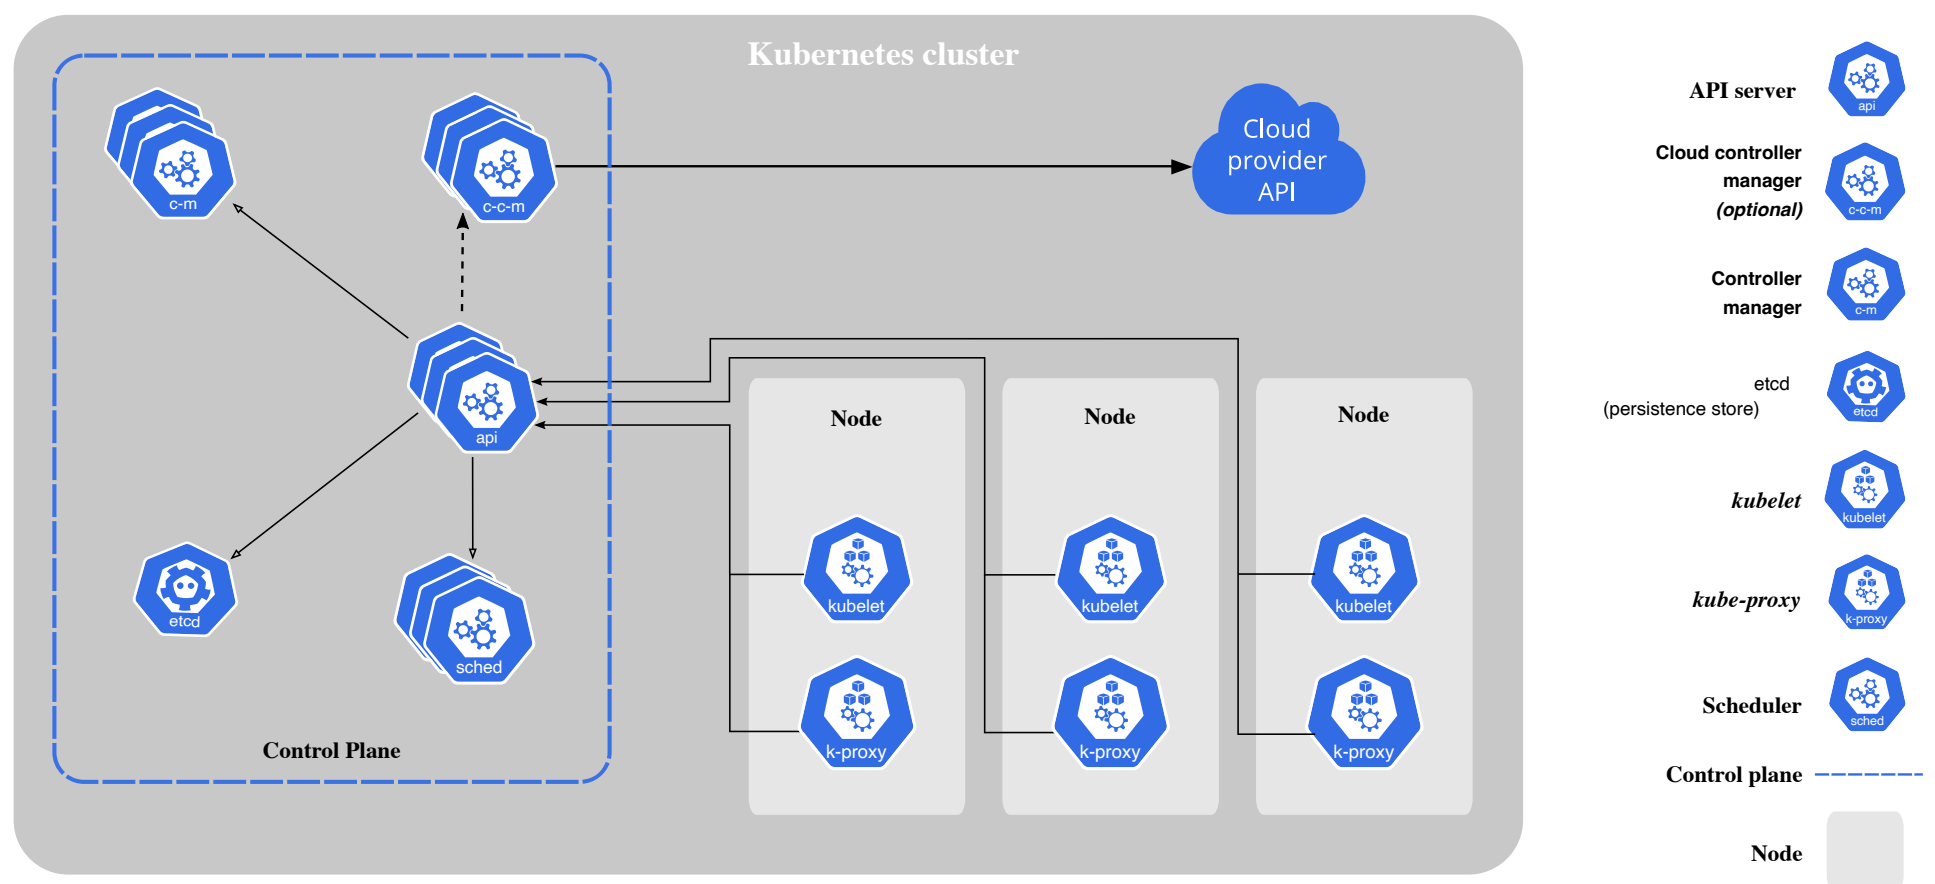 Kubernetes cluster
c-m
c-c-m
Cloud
provider
API
api
etcd
sched
Control Plane
Node
kubelet
k-proxy
Node
kubelet
k-proxy
Node
kubelet
k-proxy
API server
api
Cloud controller
manager
(optional)
c-c-m
Controller
manager
c-m
etcd
(persistence store)
etcd
kubelet
kubelet
kube-proxy
k-proxy
Scheduler
sched
Control plane
Node